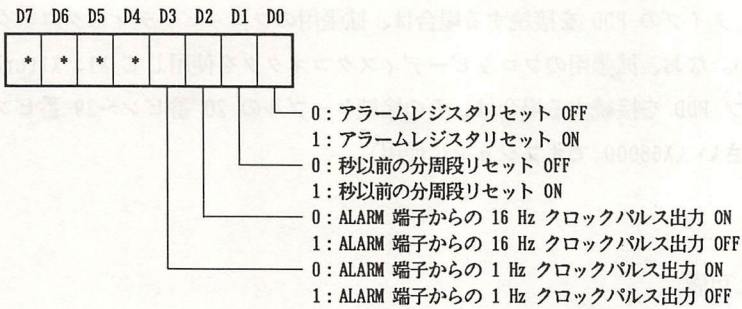 D7 D6 D5 D4 D3 D2 D1 D0
* * * *
0：アラームレジスタリセット OFF
1：アラームレジスタリセット ON
0：秒以前の分周段リセット OFF
1：秒以前の分周段リセット ON
0：ALARM 端子からの 16 Hz クロックパルス出力 ON
1：ALARM 端子からの 16 Hz クロックパルス出力 OFF
0：ALARM 端子からの 1 Hz クロックパルス出力 ON
1：ALARM 端子からの 1 Hz クロックパルス出力 OFF